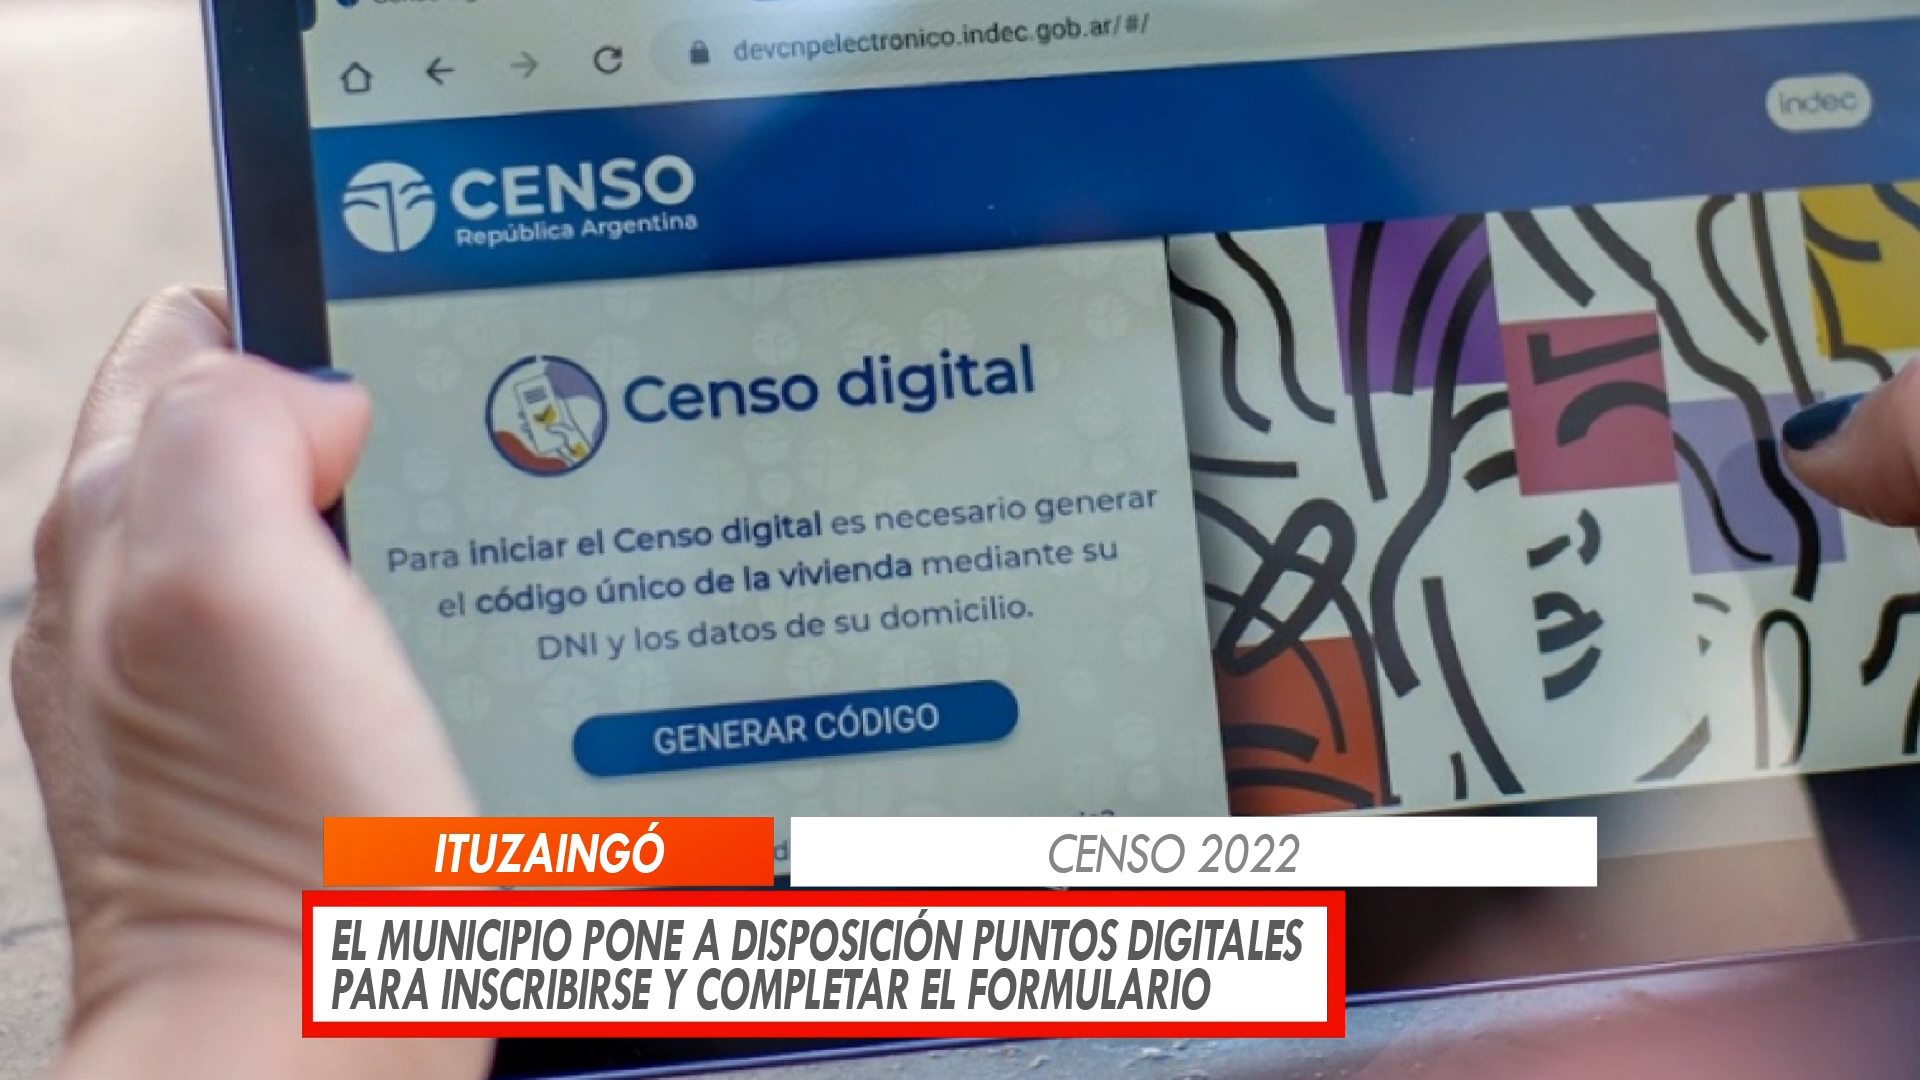 devcnpelectronico.indec.gob.ar/#/
indec
CENSO
República Argentina
Censo digital
Para iniciar el Censo digital es necesario generar
el código único de la vivienda mediante su
DNI y los datos de su domicilio.
GENERAR CÓDIGO
ITUZAINGÓ
CENSO 2022
EL MUNICIPIO PONE A DISPOSICIÓN PUNTOS DIGITALES
PARA INSCRIBIRSE Y COMPLETAR EL FORMULARIO